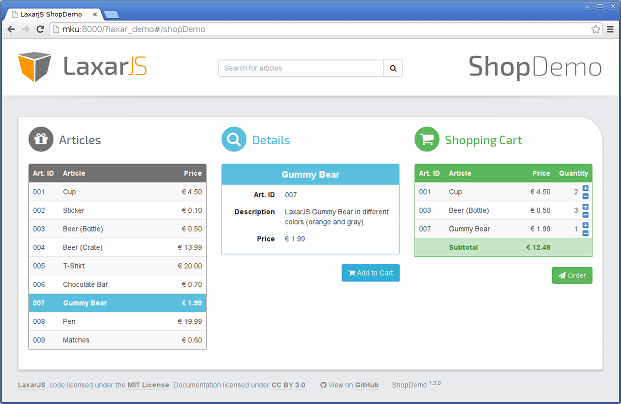 LaxarJS ShopDemo
mku:8000/?laxar_demo#/shopDemo
LaxarJS
Search for articles
ShopDemo
Articles
Art. ID Article Price
001 Cup € 4.50
002 Sticker € 0.10
003 Beer (Bottle) € 0.50
004 Beer (Crate) € 13.99
005 T-Shirt € 20.00
006 Chocolate Bar € 0.70
007 Gummy Bear € 1.99
008 Pen € 19.99
009 Matches € 0.60
Details
Gummy Bear
Art. ID 007
Description LaxarJS Gummy Bear in different
colors (orange and gray).
Price € 1.99
Add to Cart
Shopping Cart
Art. ID Article Price Quantity
001 Cup € 4.50 2
003 Beer (Bottle) € 0.50 3
007 Gummy Bear € 1.99 1
Subtotal € 12.49
Order
LaxarJS, code licensed under the MIT License. Documentation licensed under CC BY 3.0. View on GitHub ShopDemo 1.3.0